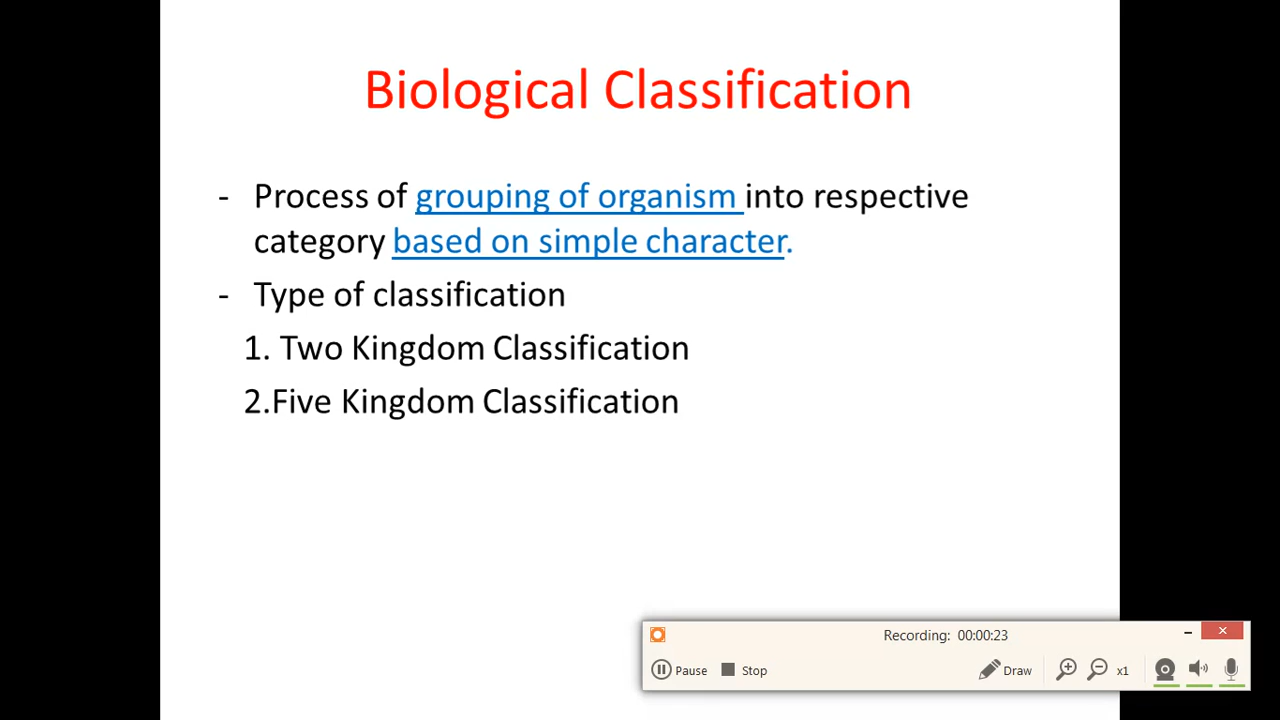 Biological Classification
- Process of grouping of organism into respective
category based on simple character.
- Type of classification
1. Two Kingdom Classification
2.Five Kingdom Classification
Recording: 00:00:23
Pause Stop Draw x1